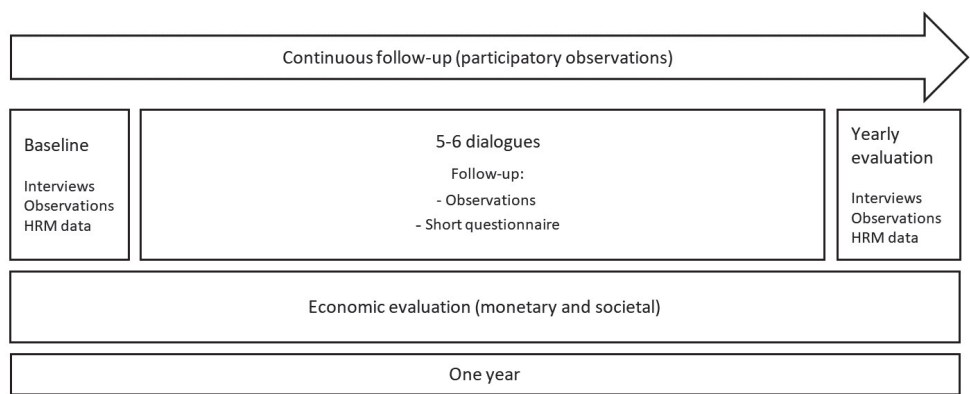 Continuous follow-up (participatory observations)
Baseline
Interviews
Observations
HRM data
5-6 dialogues
Follow-up:
- Observations
- Short questionnaire
Yearly
evaluation
Interviews
Observations
HRM data
Economic evaluation (monetary and societal)
One year